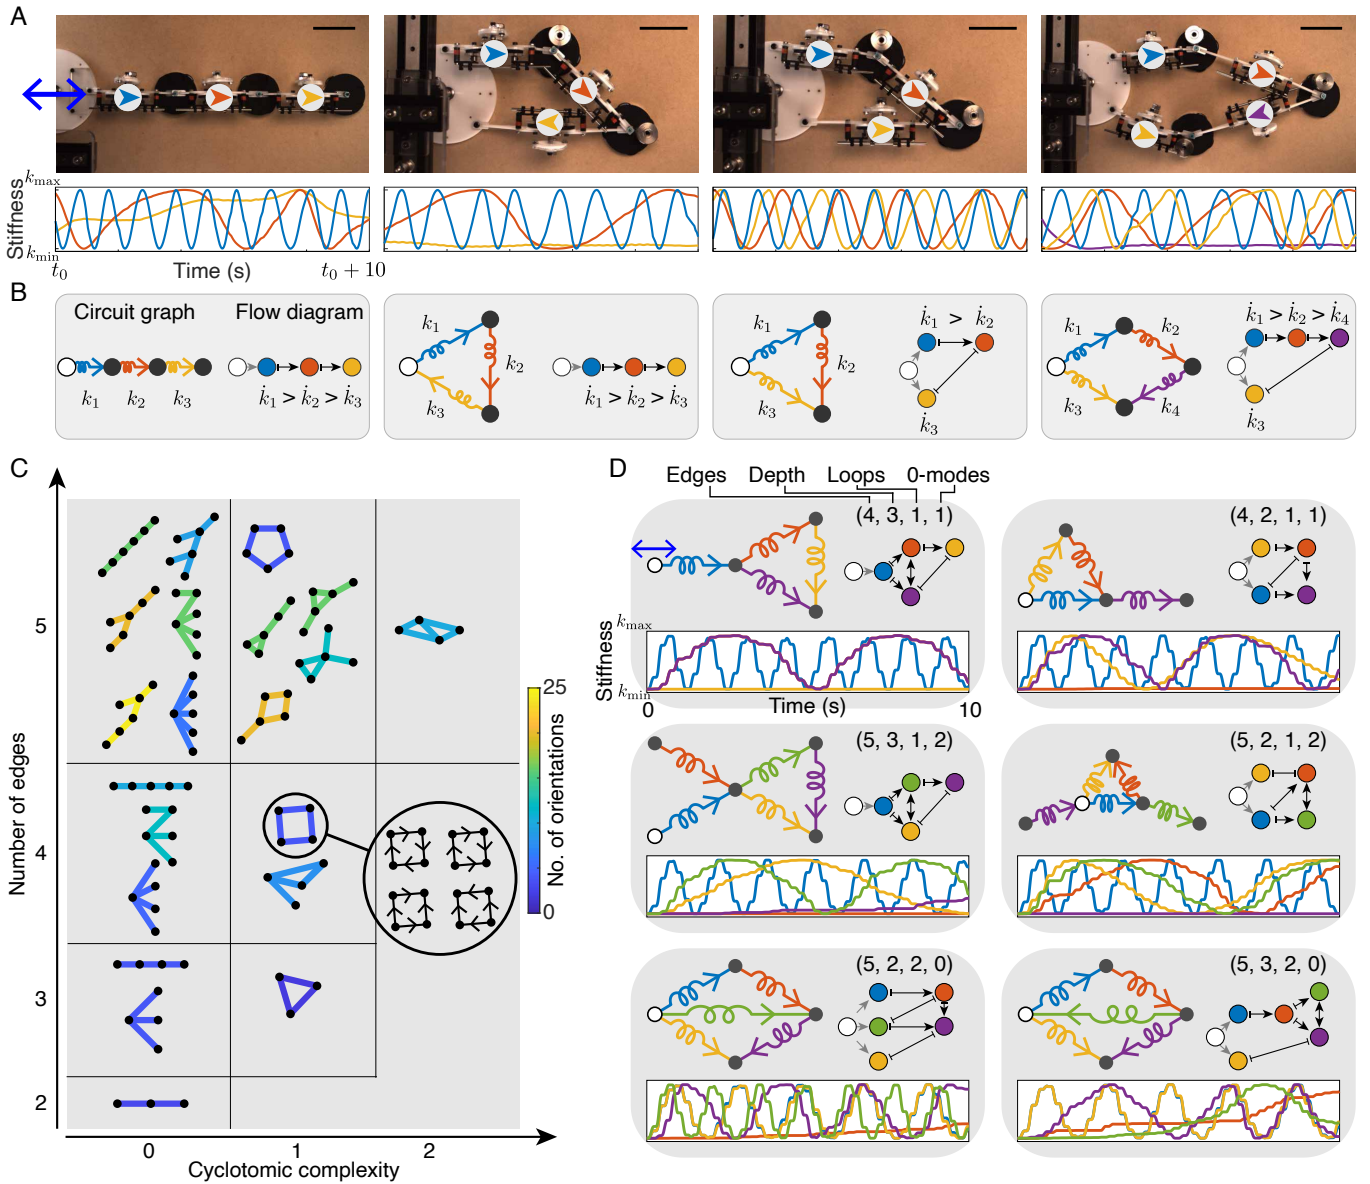 A
Stiffness
k_max
k_min
t_0
Time (s)
t_0 + 10
B
Circuit graph
Flow diagram
k_1
k_2
k_3
k̇_1 > k̇_2 > k̇_3
k_1
k_2
k_3
k̇_1 > k̇_2 > k̇_3
k_1
k_2
k_3
k̇_1 > k̇_2
k̇_3
k_1
k_2
k_3
k_4
k̇_1 > k̇_2 > k̇_4
k̇_3
C
Number of edges
5
4
3
2
0
1
2
Cyclotomic complexity
25
No. of orientations
0
D
Edges
Depth
Loops
0-modes
(4, 3, 1, 1)
(4, 2, 1, 1)
Stiffness
k_max
k_min
0
Time (s)
10
(5, 3, 1, 2)
(5, 2, 1, 2)
(5, 2, 2, 0)
(5, 3, 2, 0)